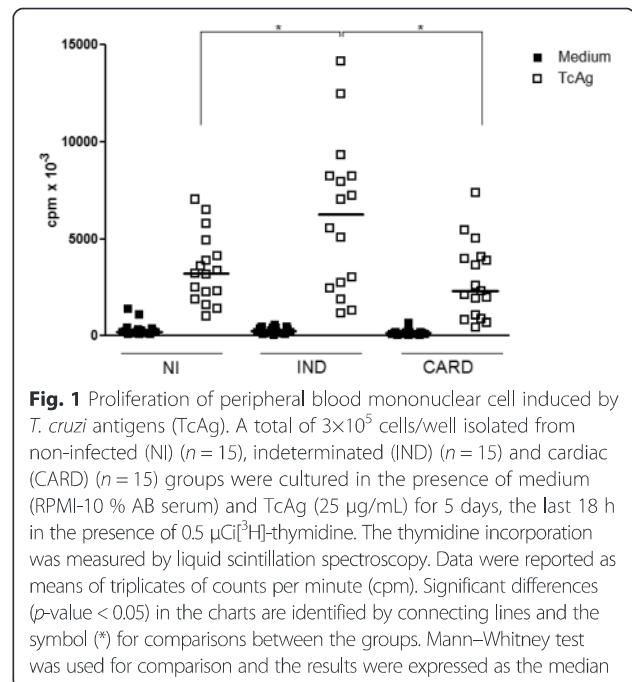 15000
10000
5000
0
cpm x 10⁻³
* *
Medium
TcAg
NI IND CARD
Fig. 1 Proliferation of peripheral blood mononuclear cell induced by
T. cruzi antigens (TcAg). A total of 3×10⁵ cells/well isolated from
non-infected (NI) (n = 15), indeterminated (IND) (n = 15) and cardiac
(CARD) (n = 15) groups were cultured in the presence of medium
(RPMI-10 % AB serum) and TcAg (25 μg/mL) for 5 days, the last 18 h
in the presence of 0.5 μCi[³H]-thymidine. The thymidine incorporation
was measured by liquid scintillation spectroscopy. Data were reported as
means of triplicates of counts per minute (cpm). Significant differences
(p-value < 0.05) in the charts are identified by connecting lines and the
symbol (*) for comparisons between the groups. Mann–Whitney test
was used for comparison and the results were expressed as the median